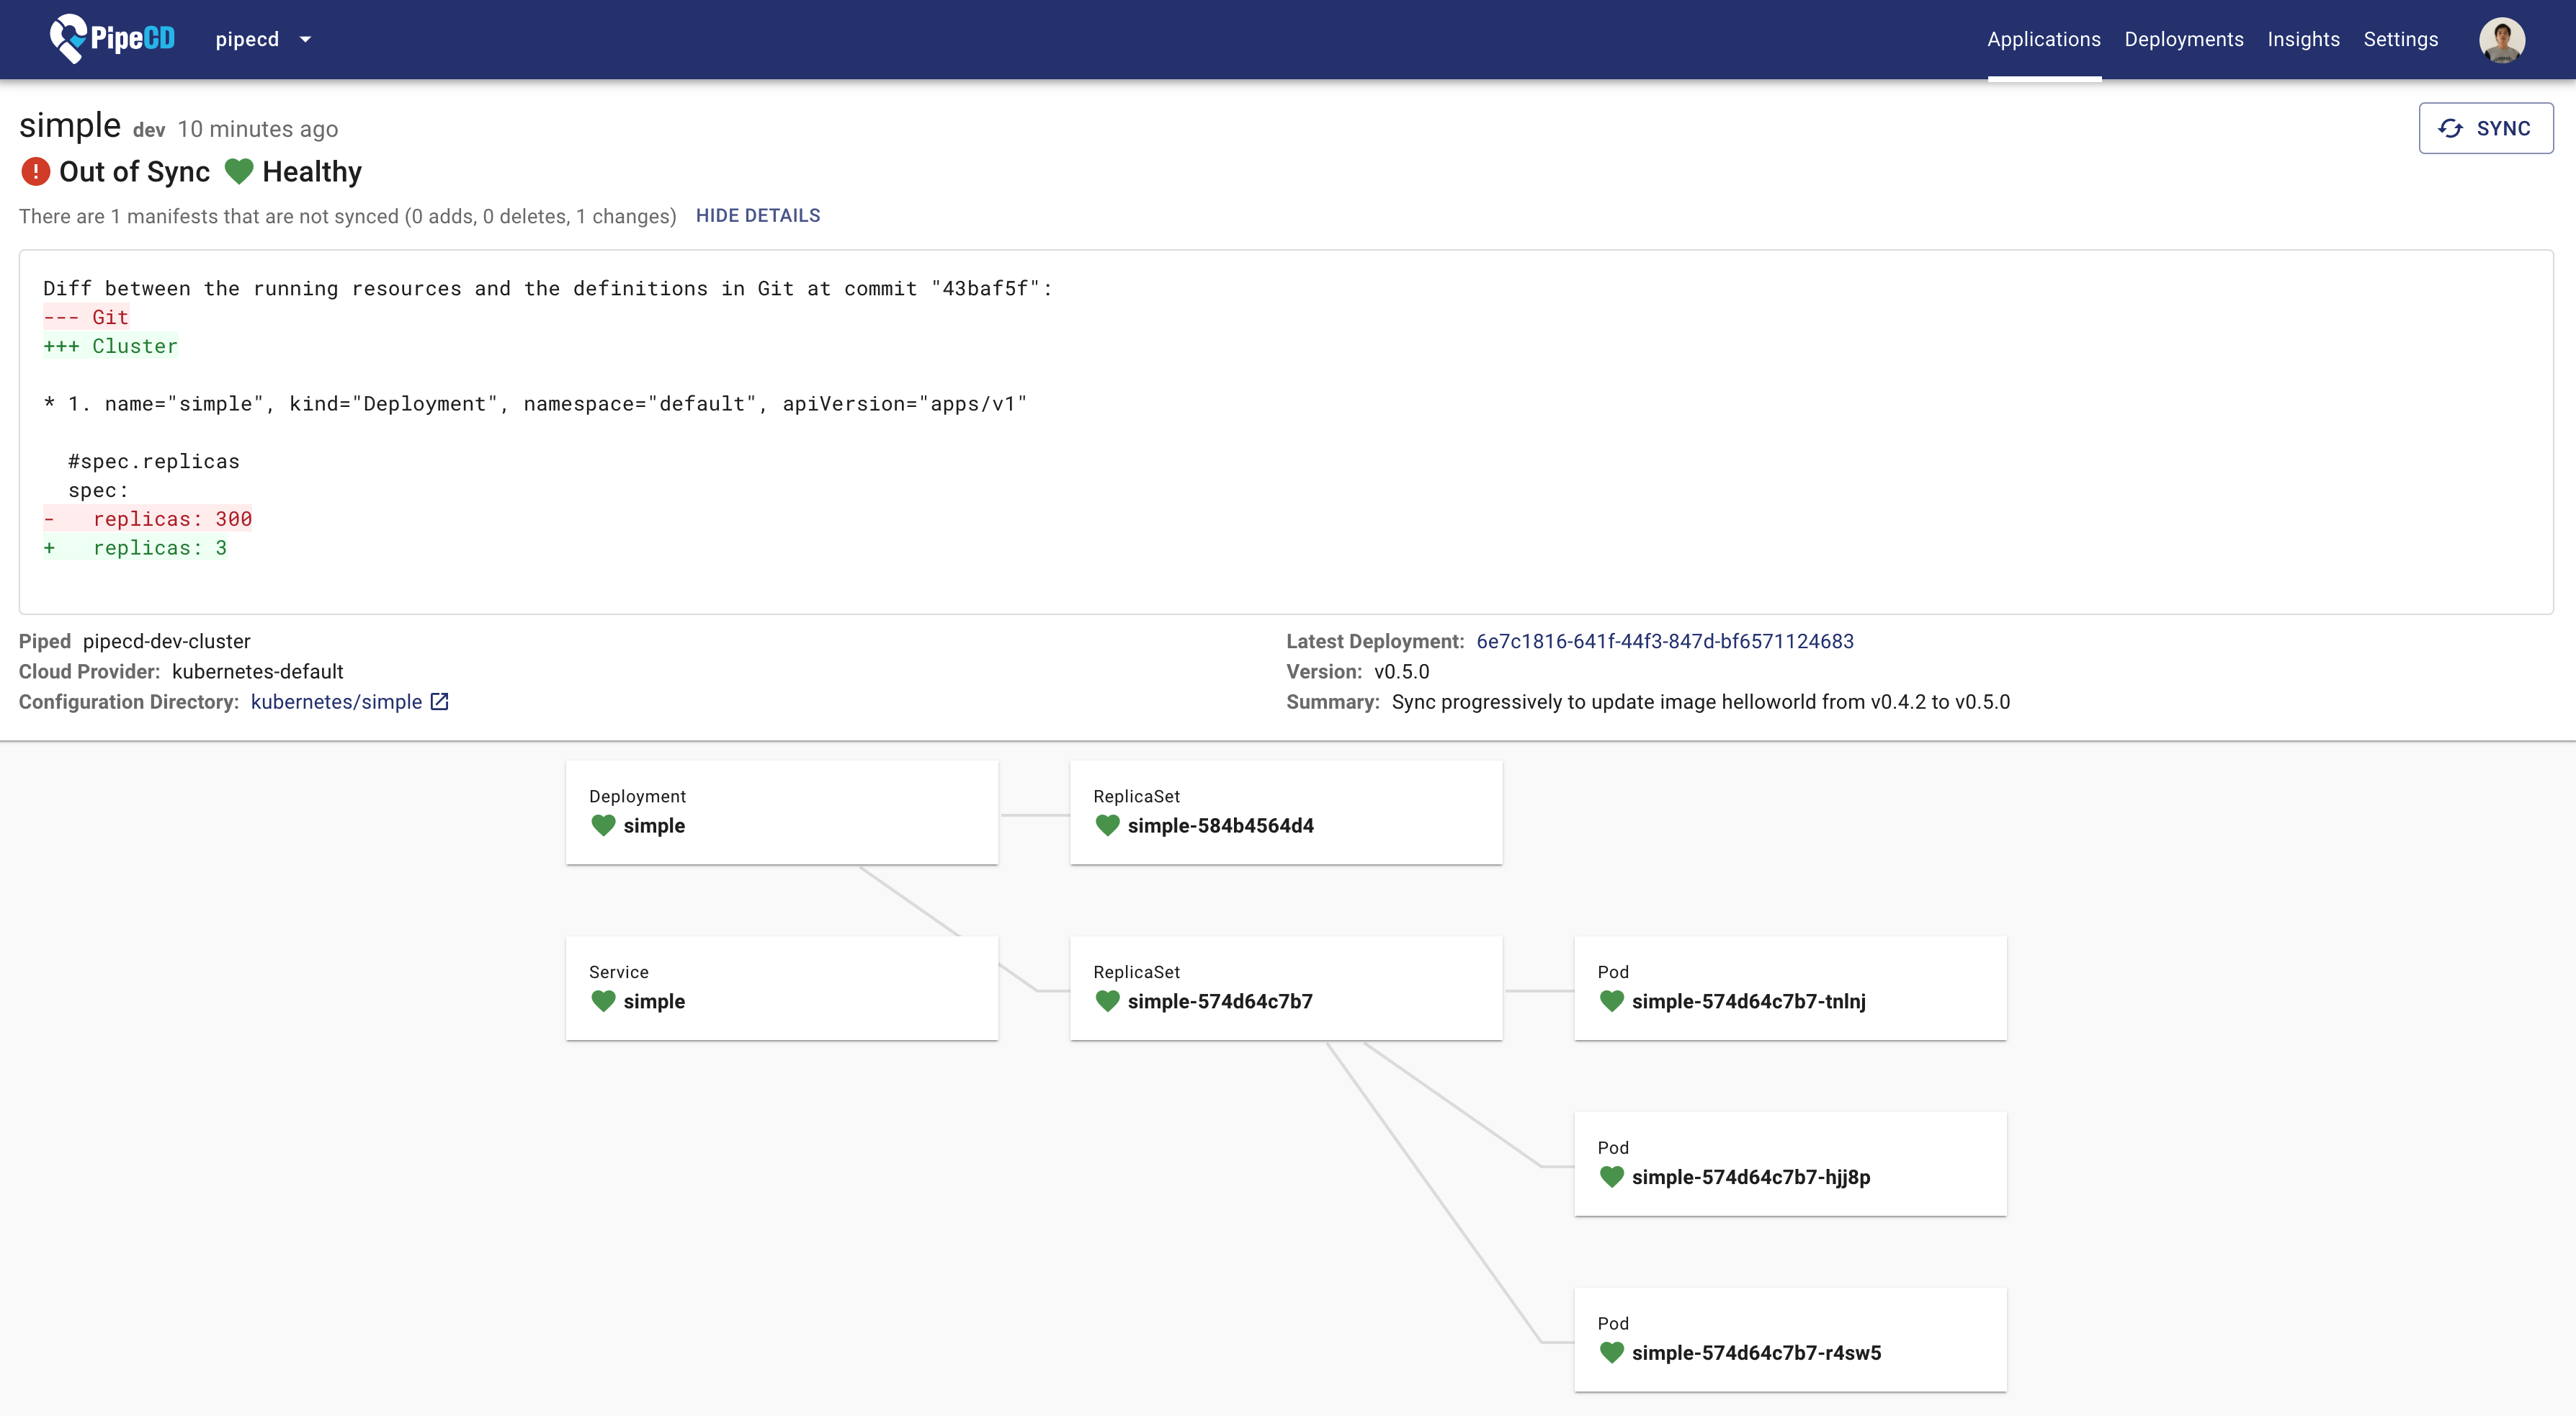 PipeCD pipecd Applications Deployments Insights Settings
simple dev 10 minutes ago
SYNC
Out of Sync Healthy
There are 1 manifests that are not synced (0 adds, 0 deletes, 1 changes) HIDE DETAILS
Diff between the running resources and the definitions in Git at commit "43baf5f":
--- Git
+++ Cluster
* 1. name="simple", kind="Deployment", namespace="default", apiVersion="apps/v1"
#spec.replicas
spec:
-   replicas: 300
+   replicas: 3
Piped pipecd-dev-cluster
Cloud Provider: kubernetes-default
Configuration Directory: kubernetes/simple
Latest Deployment: 6e7c1816-641f-44f3-847d-bf6571124683
Version: v0.5.0
Summary: Sync progressively to update image helloworld from v0.4.2 to v0.5.0
Deployment
simple
ReplicaSet
simple-584b4564d4
Service
simple
ReplicaSet
simple-574d64c7b7
Pod
simple-574d64c7b7-tnlnj
Pod
simple-574d64c7b7-hjj8p
Pod
simple-574d64c7b7-r4sw5